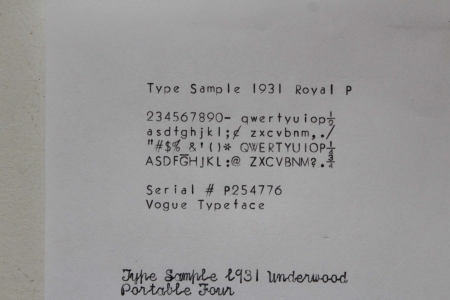 Type Sample 1931 Royal P
234567890- qwertyuiop½
asdfghjkl;¢ zxcvbnm,./
"#$% &'()* QWERTYUIOP¼
ASDFGHJKL:@ ZXCVBNM?.¾
Serial # P254776
Vogue Typeface
Type Sample 1931 Underwood
Portable Four